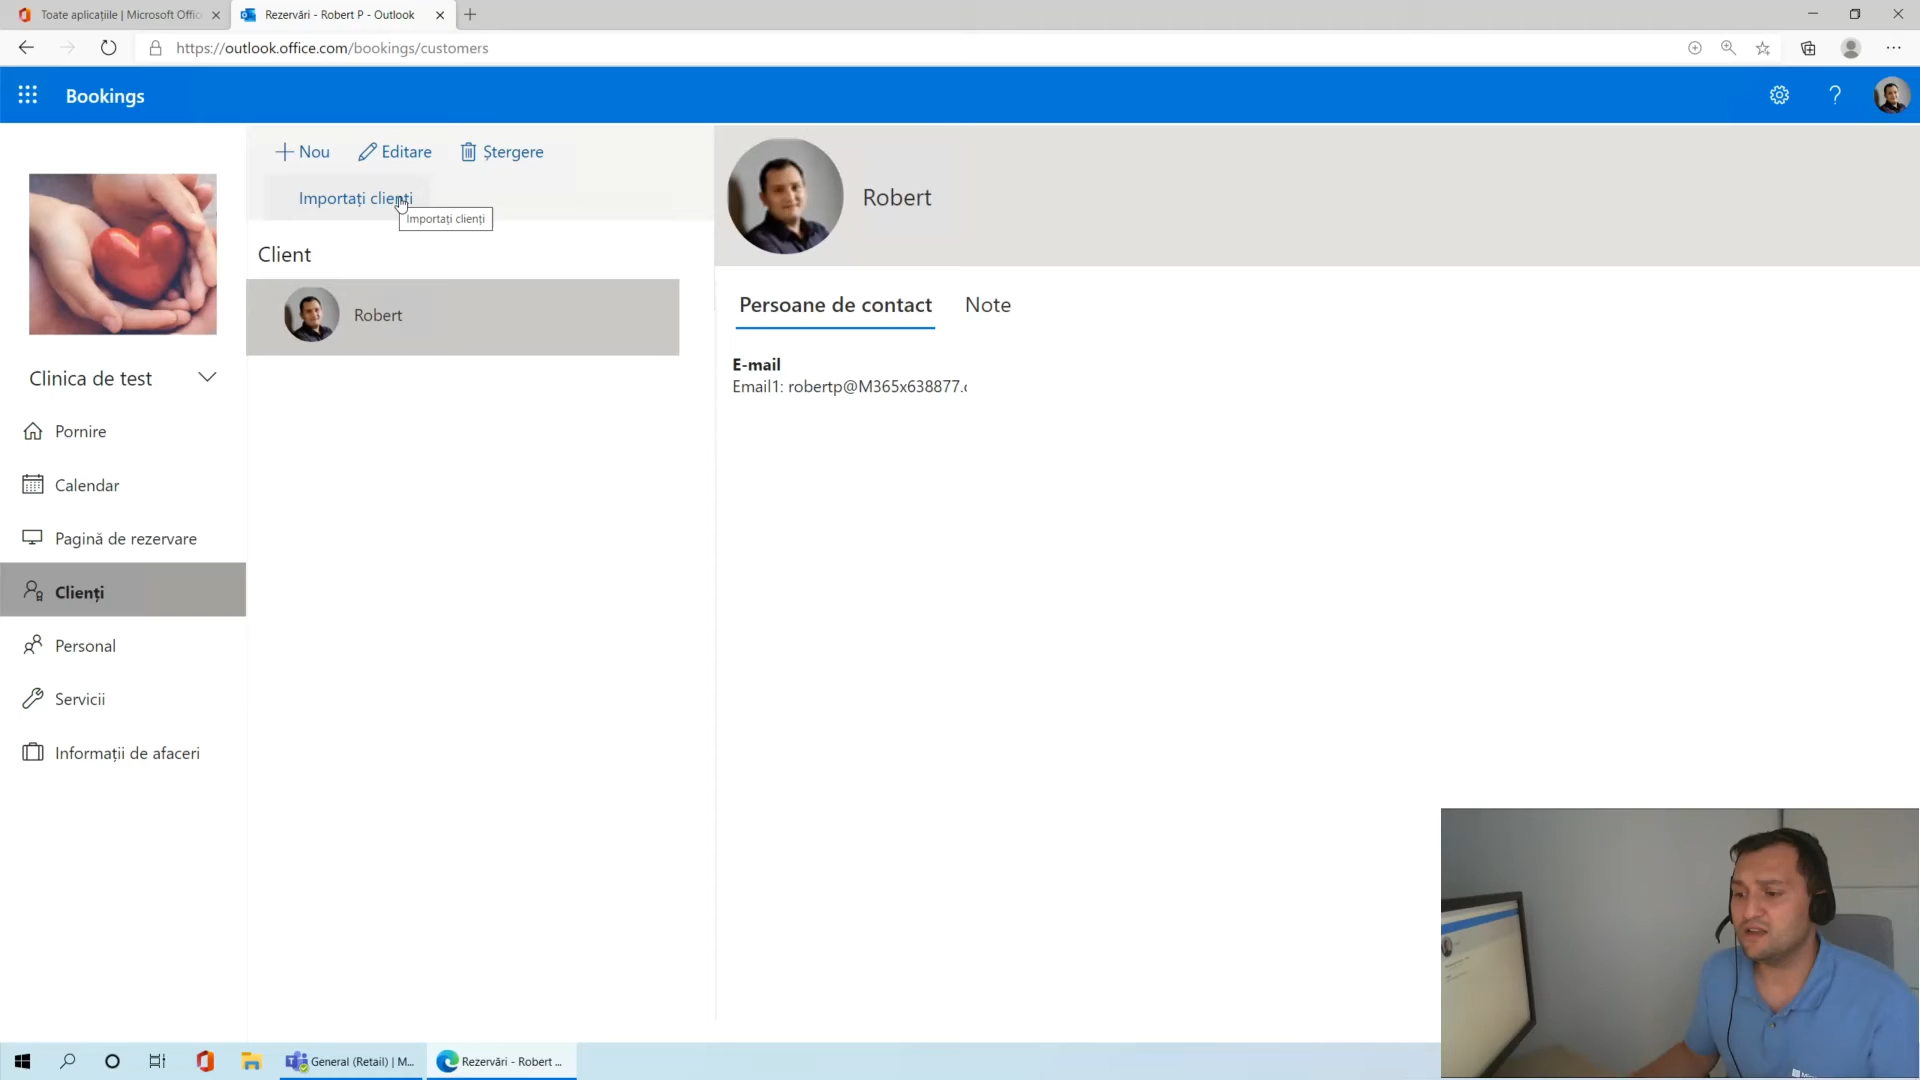 Toate aplicațiile | Microsoft Offic
Rezervări - Robert P - Outlook
https://outlook.office.com/bookings/customers
Bookings
Nou
Editare
Ștergere
Importați clienți
Importați clienți
Client
Robert
Robert
Persoane de contact
Note
E-mail
Email1: robertp@M365x638877.
Clinica de test
Pornire
Calendar
Pagină de rezervare
Clienți
Personal
Servicii
Informații de afaceri
General (Retail) | M...
Rezervări - Robert ...